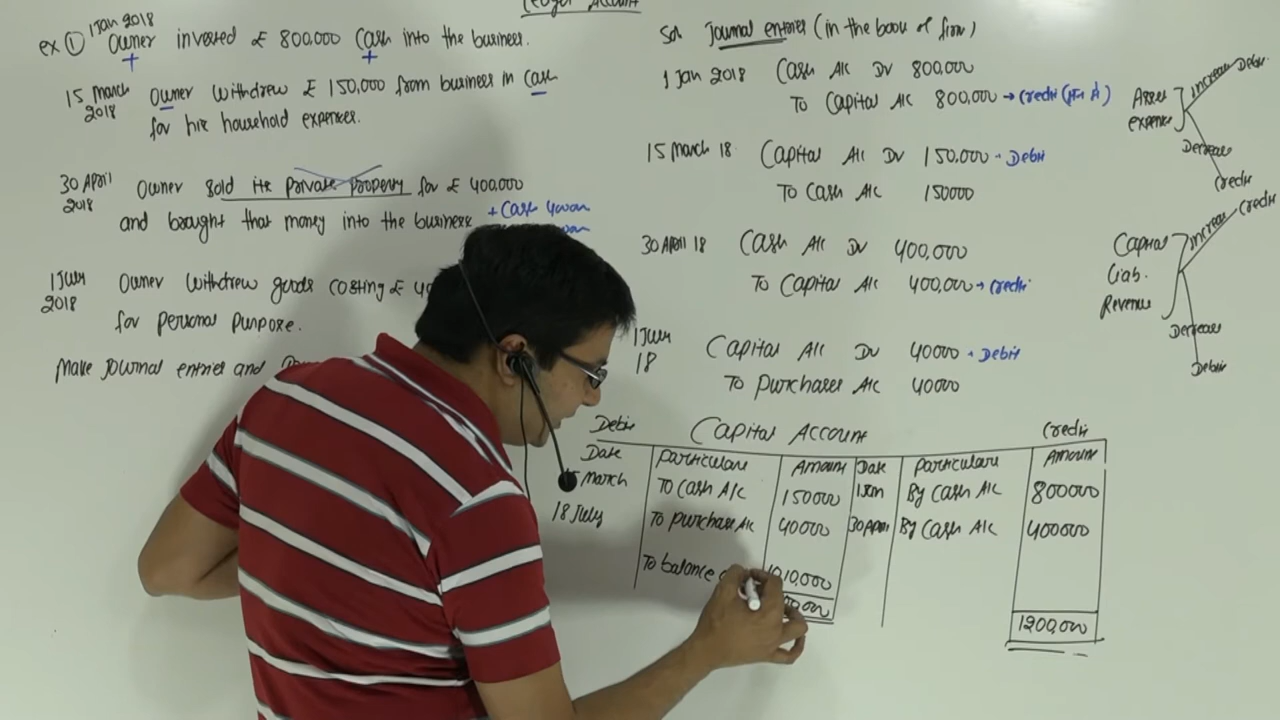 Ledger Account
1 Jan 2018
ex ① Owner invested £ 800,000 Cash into the business.
+ +
15 march 2018 Owner withdrew £ 150,000 from business in cash
for his household expenses.
30 April 2018 Owner sold its private property for £ 400,000
and brought that money into the business + Cash
1 July 2018 Owner withdrew goods costing £ 40
for personal purpose.
Make Journal entries and
Sol Journal entries (in the book of firm)
1 Jan 2018 Cash A/c Dr 800,000
To Capital A/c 800,000 → credit
15 March 18 Capital A/c Dr 150,000 - Debit
To Cash A/c 150000
30 April 18 Cash A/c Dr 400,000
To Capital A/c 400,000 → credit
1 July 18 Capital A/c Dr 40000 - Debit
To purchases A/c 40000
Asset
expense
Increase Debit
Decrease
Credit
Capital
Liab.
Revenue
Increase Credit
Decrease
Debit
Debit Capital Account Credit
Date Particulars Amount Date Particulars Amount
March To Cash A/c 150000 1 Jan By Cash A/c 800000
18 July To purchase A/c 40000 30 April By Cash A/c 400000
To balance 1010,000
1200,000